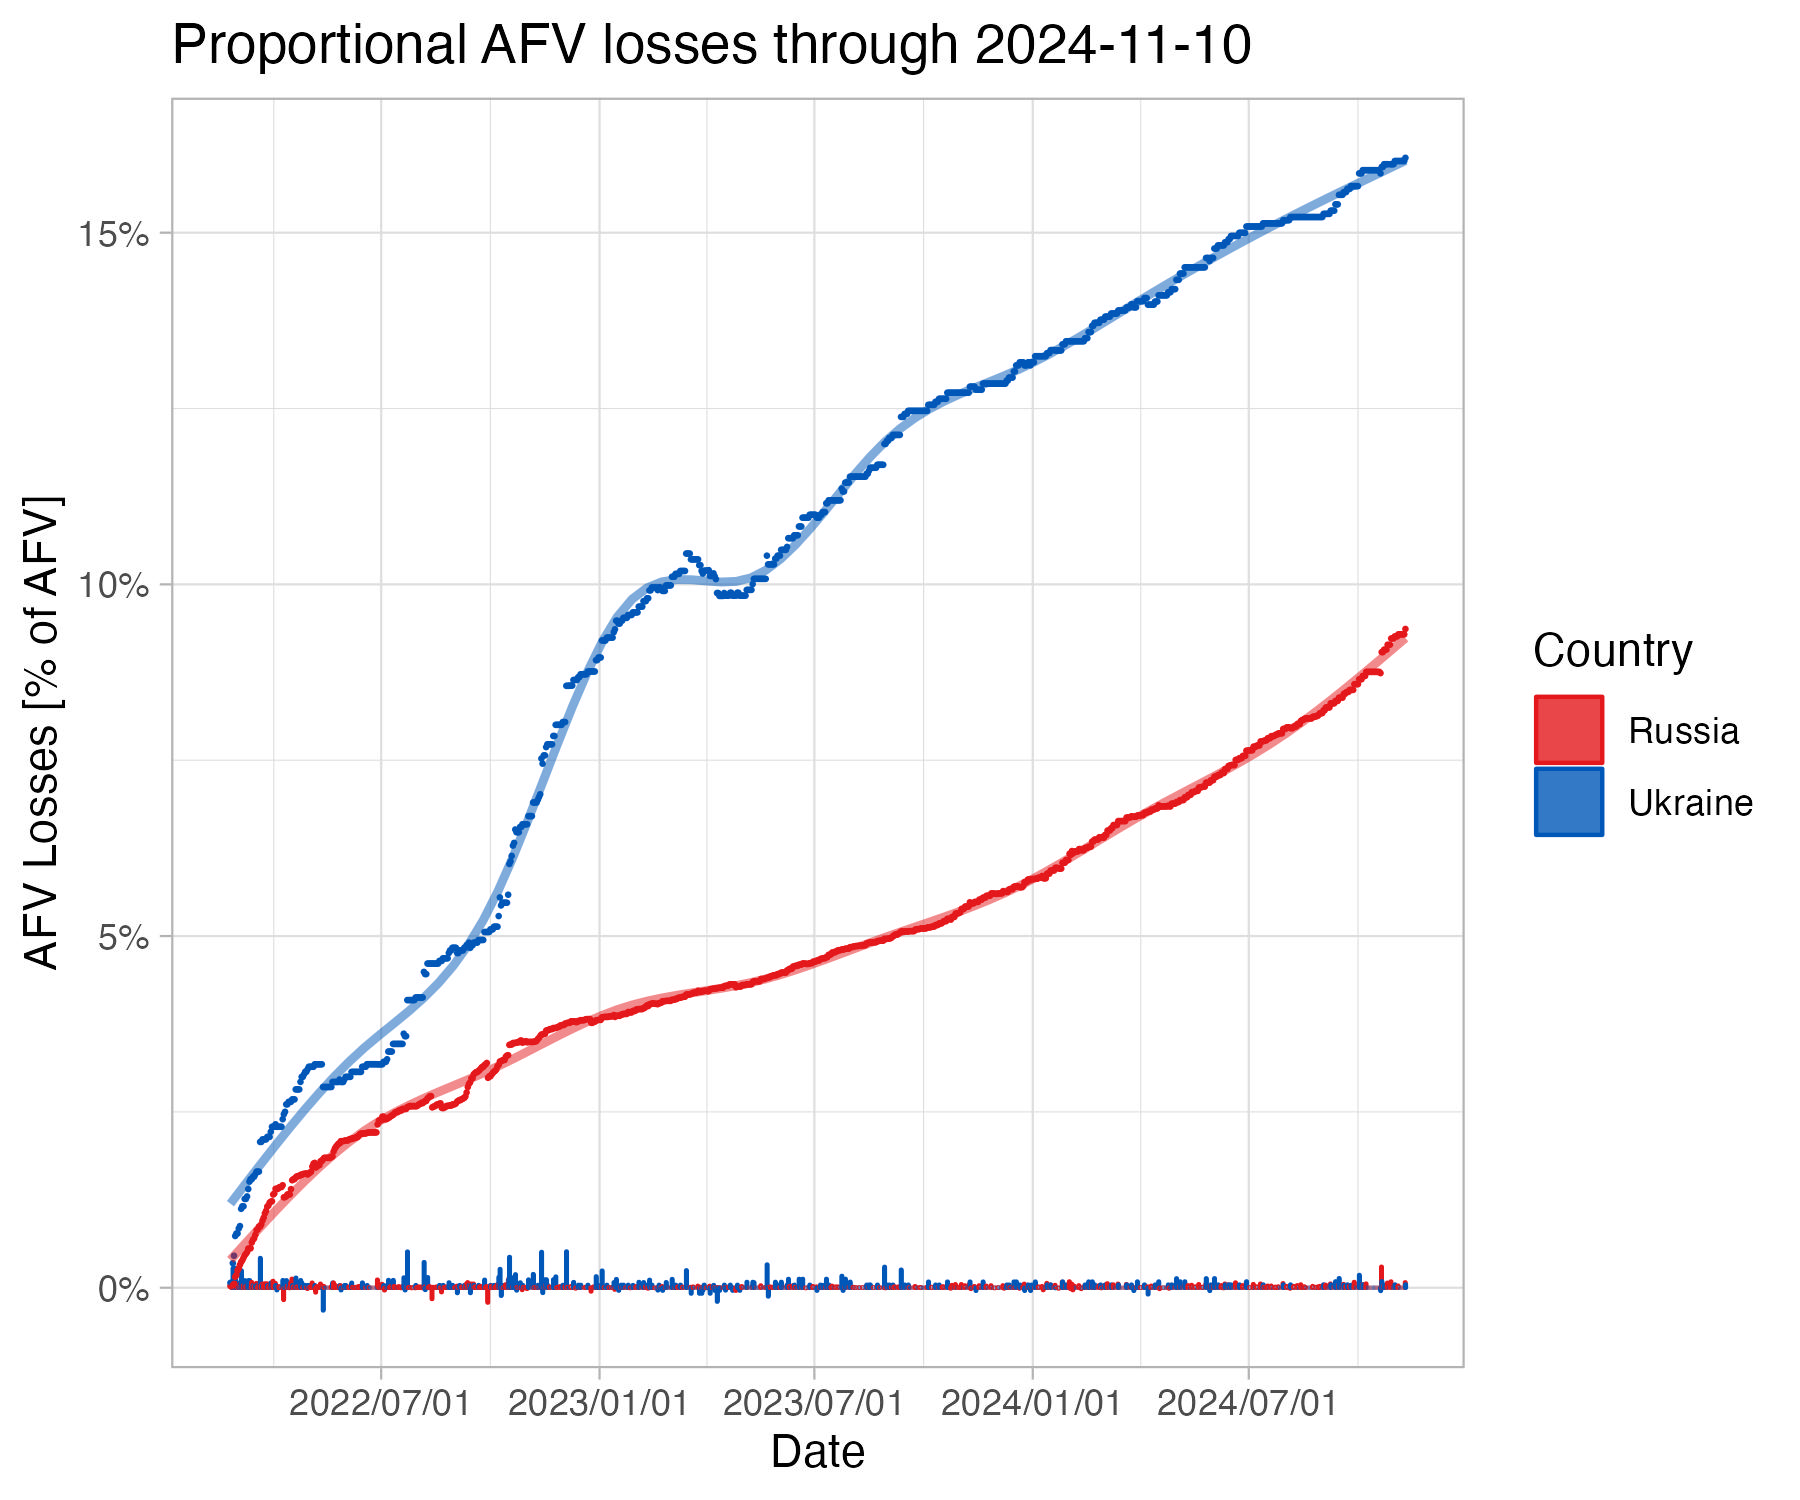 Proportional AFV losses through 2024-11-10
AFV Losses [% of AFV]
15%
10%
5%
0%
2022/07/01
2023/01/01
2023/07/01
2024/01/01
2024/07/01
Date
Country
Russia
Ukraine